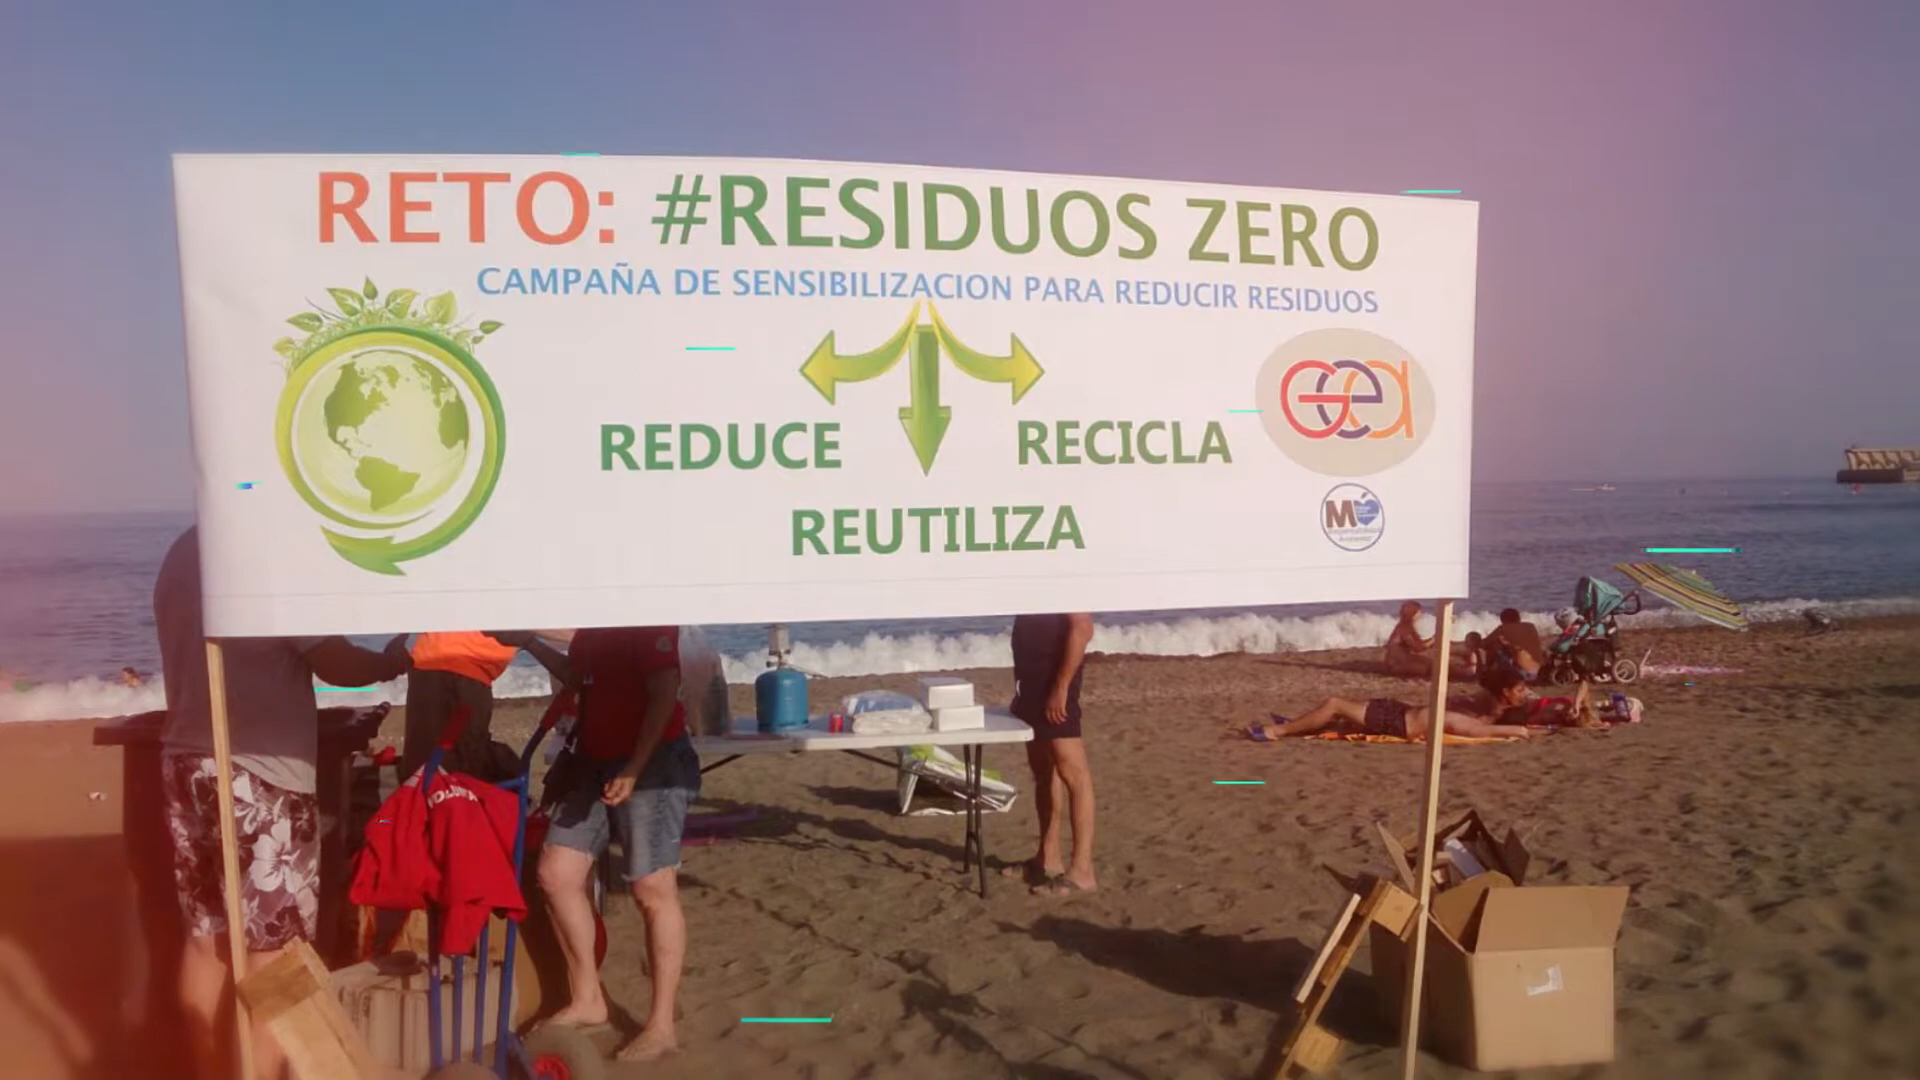 RETO: #RESIDUOS ZERO
CAMPAÑA DE SENSIBILIZACION PARA REDUCIR RESIDUOS
REDUCE
RECICLA
REUTILIZA
Gea
M